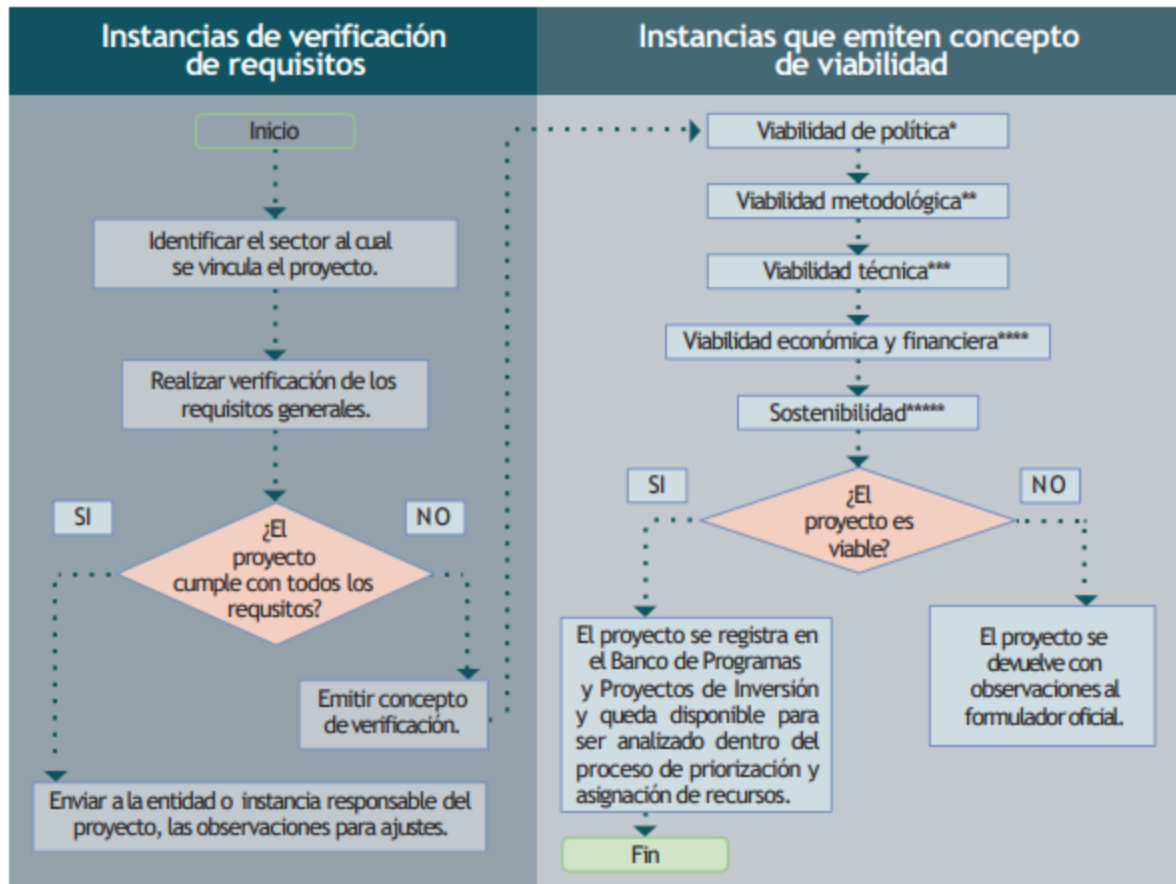 Instancias de verificación
de requisitos
Inicio
Identificar el sector al cual
se vincula el proyecto.
Realizar verificación de los
requisitos generales.
SI
NO
¿El
proyecto
cumple con todos los
requsitos?
Emitir concepto
de verificación.
Enviar a la entidad o instancia responsable del
proyecto, las observaciones para ajustes.
Instancias que emiten concepto
de viabilidad
Viabilidad de política*
Viabilidad metodológica**
Viabilidad técnica***
Viabilidad económica y financiera****
Sostenibilidad*****
SI
NO
¿El
proyecto es
viable?
El proyecto se registra en
el Banco de Programas
y Proyectos de Inversión
y queda disponible para
ser analizado dentro del
proceso de priorización y
asignación de recursos.
El proyecto se
devuelve con
observaciones al
formulador oficial.
Fin